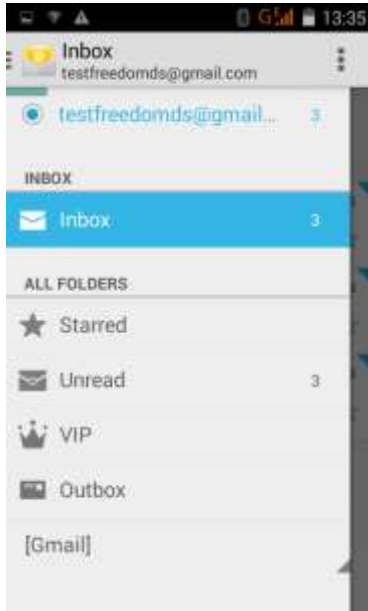 13:35
Inbox
testfreedomds@gmail.com
testfreedomds@gmail... 3
INBOX
Inbox 3
ALL FOLDERS
Starred
Unread 3
VIP
Outbox
[Gmail]